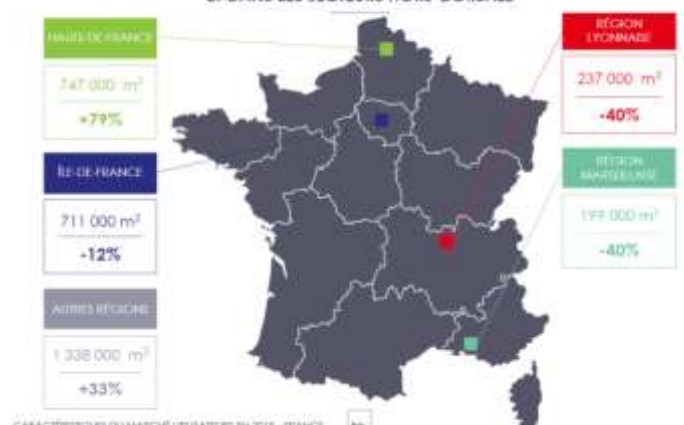 HAUTS-DE-FRANCE
747 000 m²
+79%
ÎLE-DE-FRANCE
711 000 m²
-12%
AUTRES RÉGIONS
1 338 000 m²
+33%
RÉGION
LYONNAISE
237 000 m²
-40%
RÉGION
MARSEILLAISE
199 000 m²
-40%